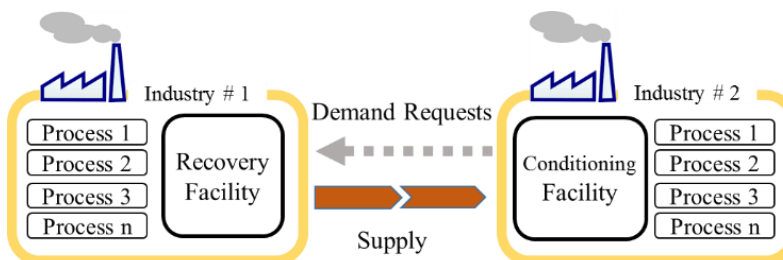 Industry # 1
Process 1
Process 2
Process 3
Process n
Recovery
Facility
Demand Requests
Supply
Industry # 2
Conditioning
Facility
Process 1
Process 2
Process 3
Process n